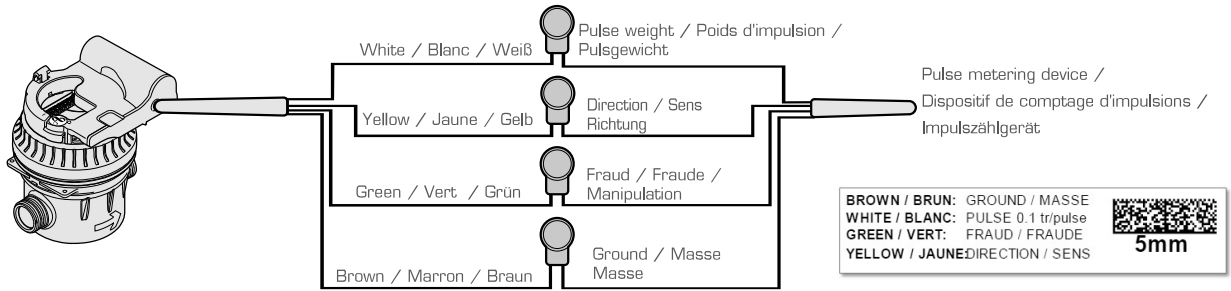 White / Blanc / Weiß
Pulse weight / Poids d'impulsion /
Pulsgewicht
Yellow / Jaune / Gelb
Direction / Sens
Richtung
Green / Vert / Grün
Fraud / Fraude /
Manipulation
Brown / Marron / Braun
Ground / Masse
Masse
Pulse metering device /
Dispositif de comptage d'impulsions /
Impulszählgerät
BROWN / BRUN: GROUND / MASSE
WHITE / BLANC: PULSE 0.1 tr/pulse
GREEN / VERT: FRAUD / FRAUDE
YELLOW / JAUNE:DIRECTION / SENS
5mm